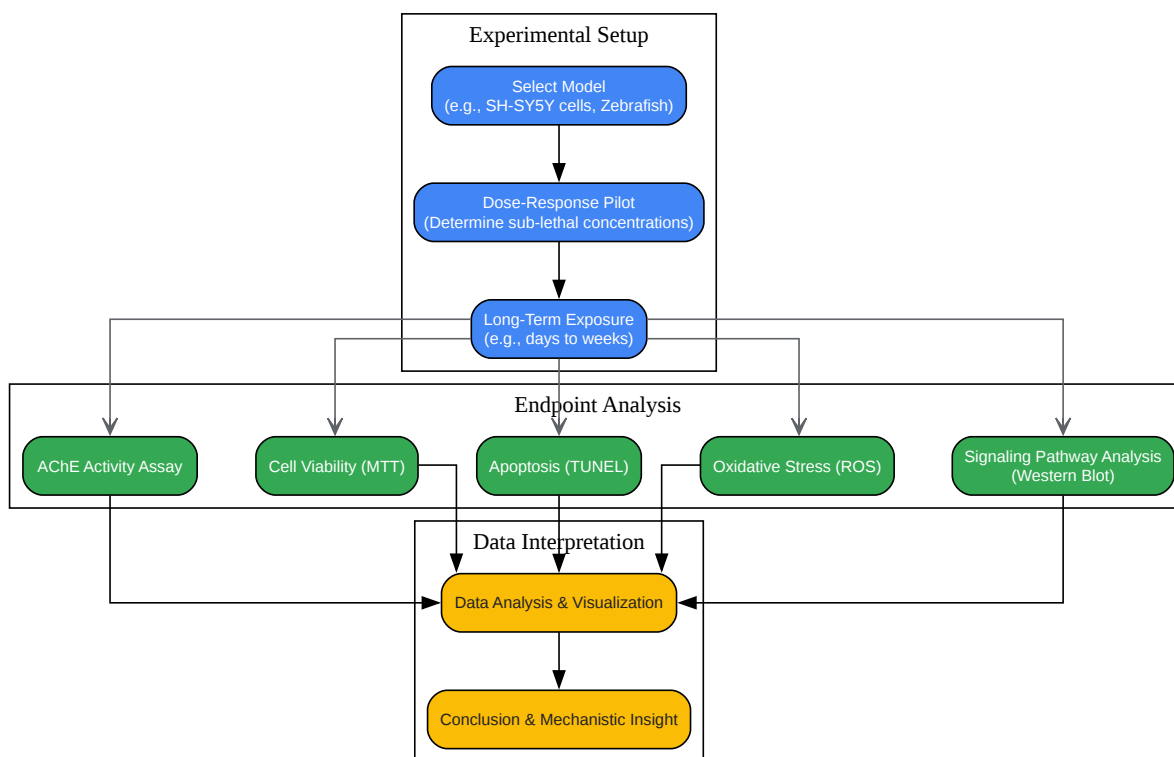 Experimental Setup
Select Model
(e.g., SH-SY5Y cells, Zebrafish)
Dose-Response Pilot
(Determine sub-lethal concentrations)
Long-Term Exposure
(e.g., days to weeks)
Endpoint Analysis
AChE Activity Assay
Cell Viability (MTT)
Apoptosis (TUNEL)
Oxidative Stress (ROS)
Signaling Pathway Analysis
(Western Blot)
Data Interpretation
Data Analysis & Visualization
Conclusion & Mechanistic Insight